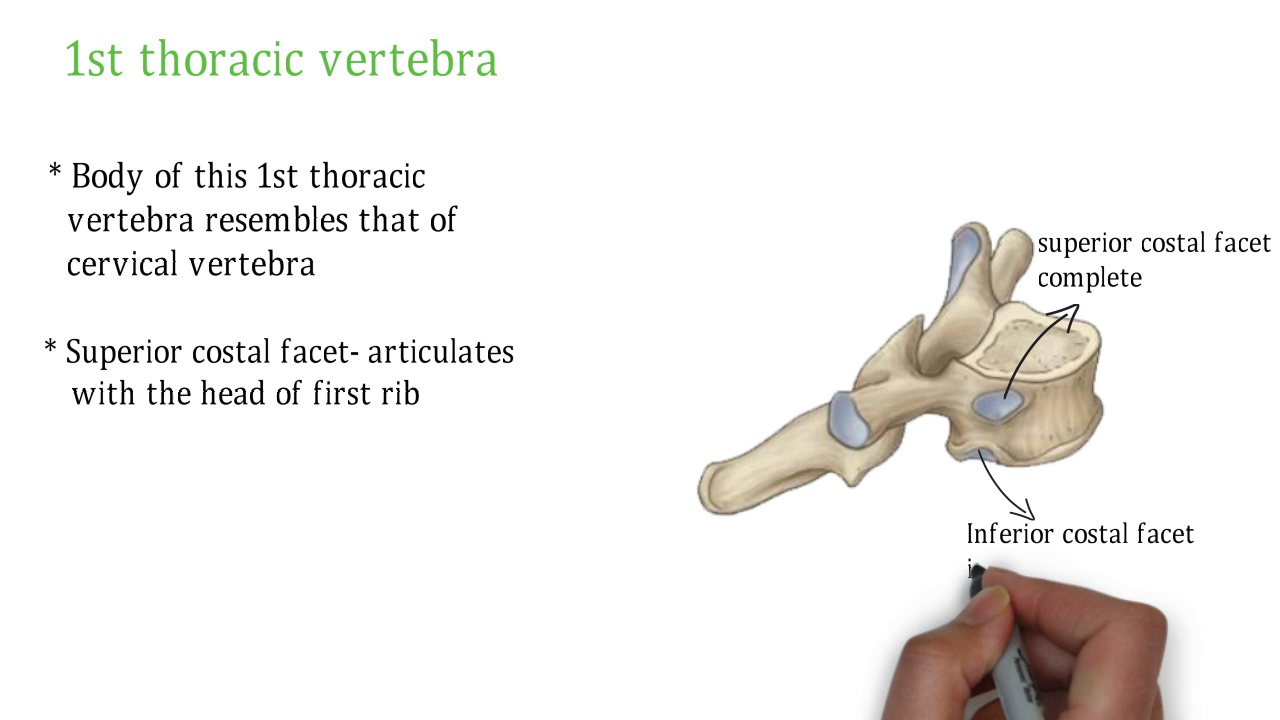 1st thoracic vertebra
* Body of this 1st thoracic
vertebra resembles that of
cervical vertebra
* Superior costal facet- articulates
with the head of first rib
superior costal facet
complete
Inferior costal facet
i